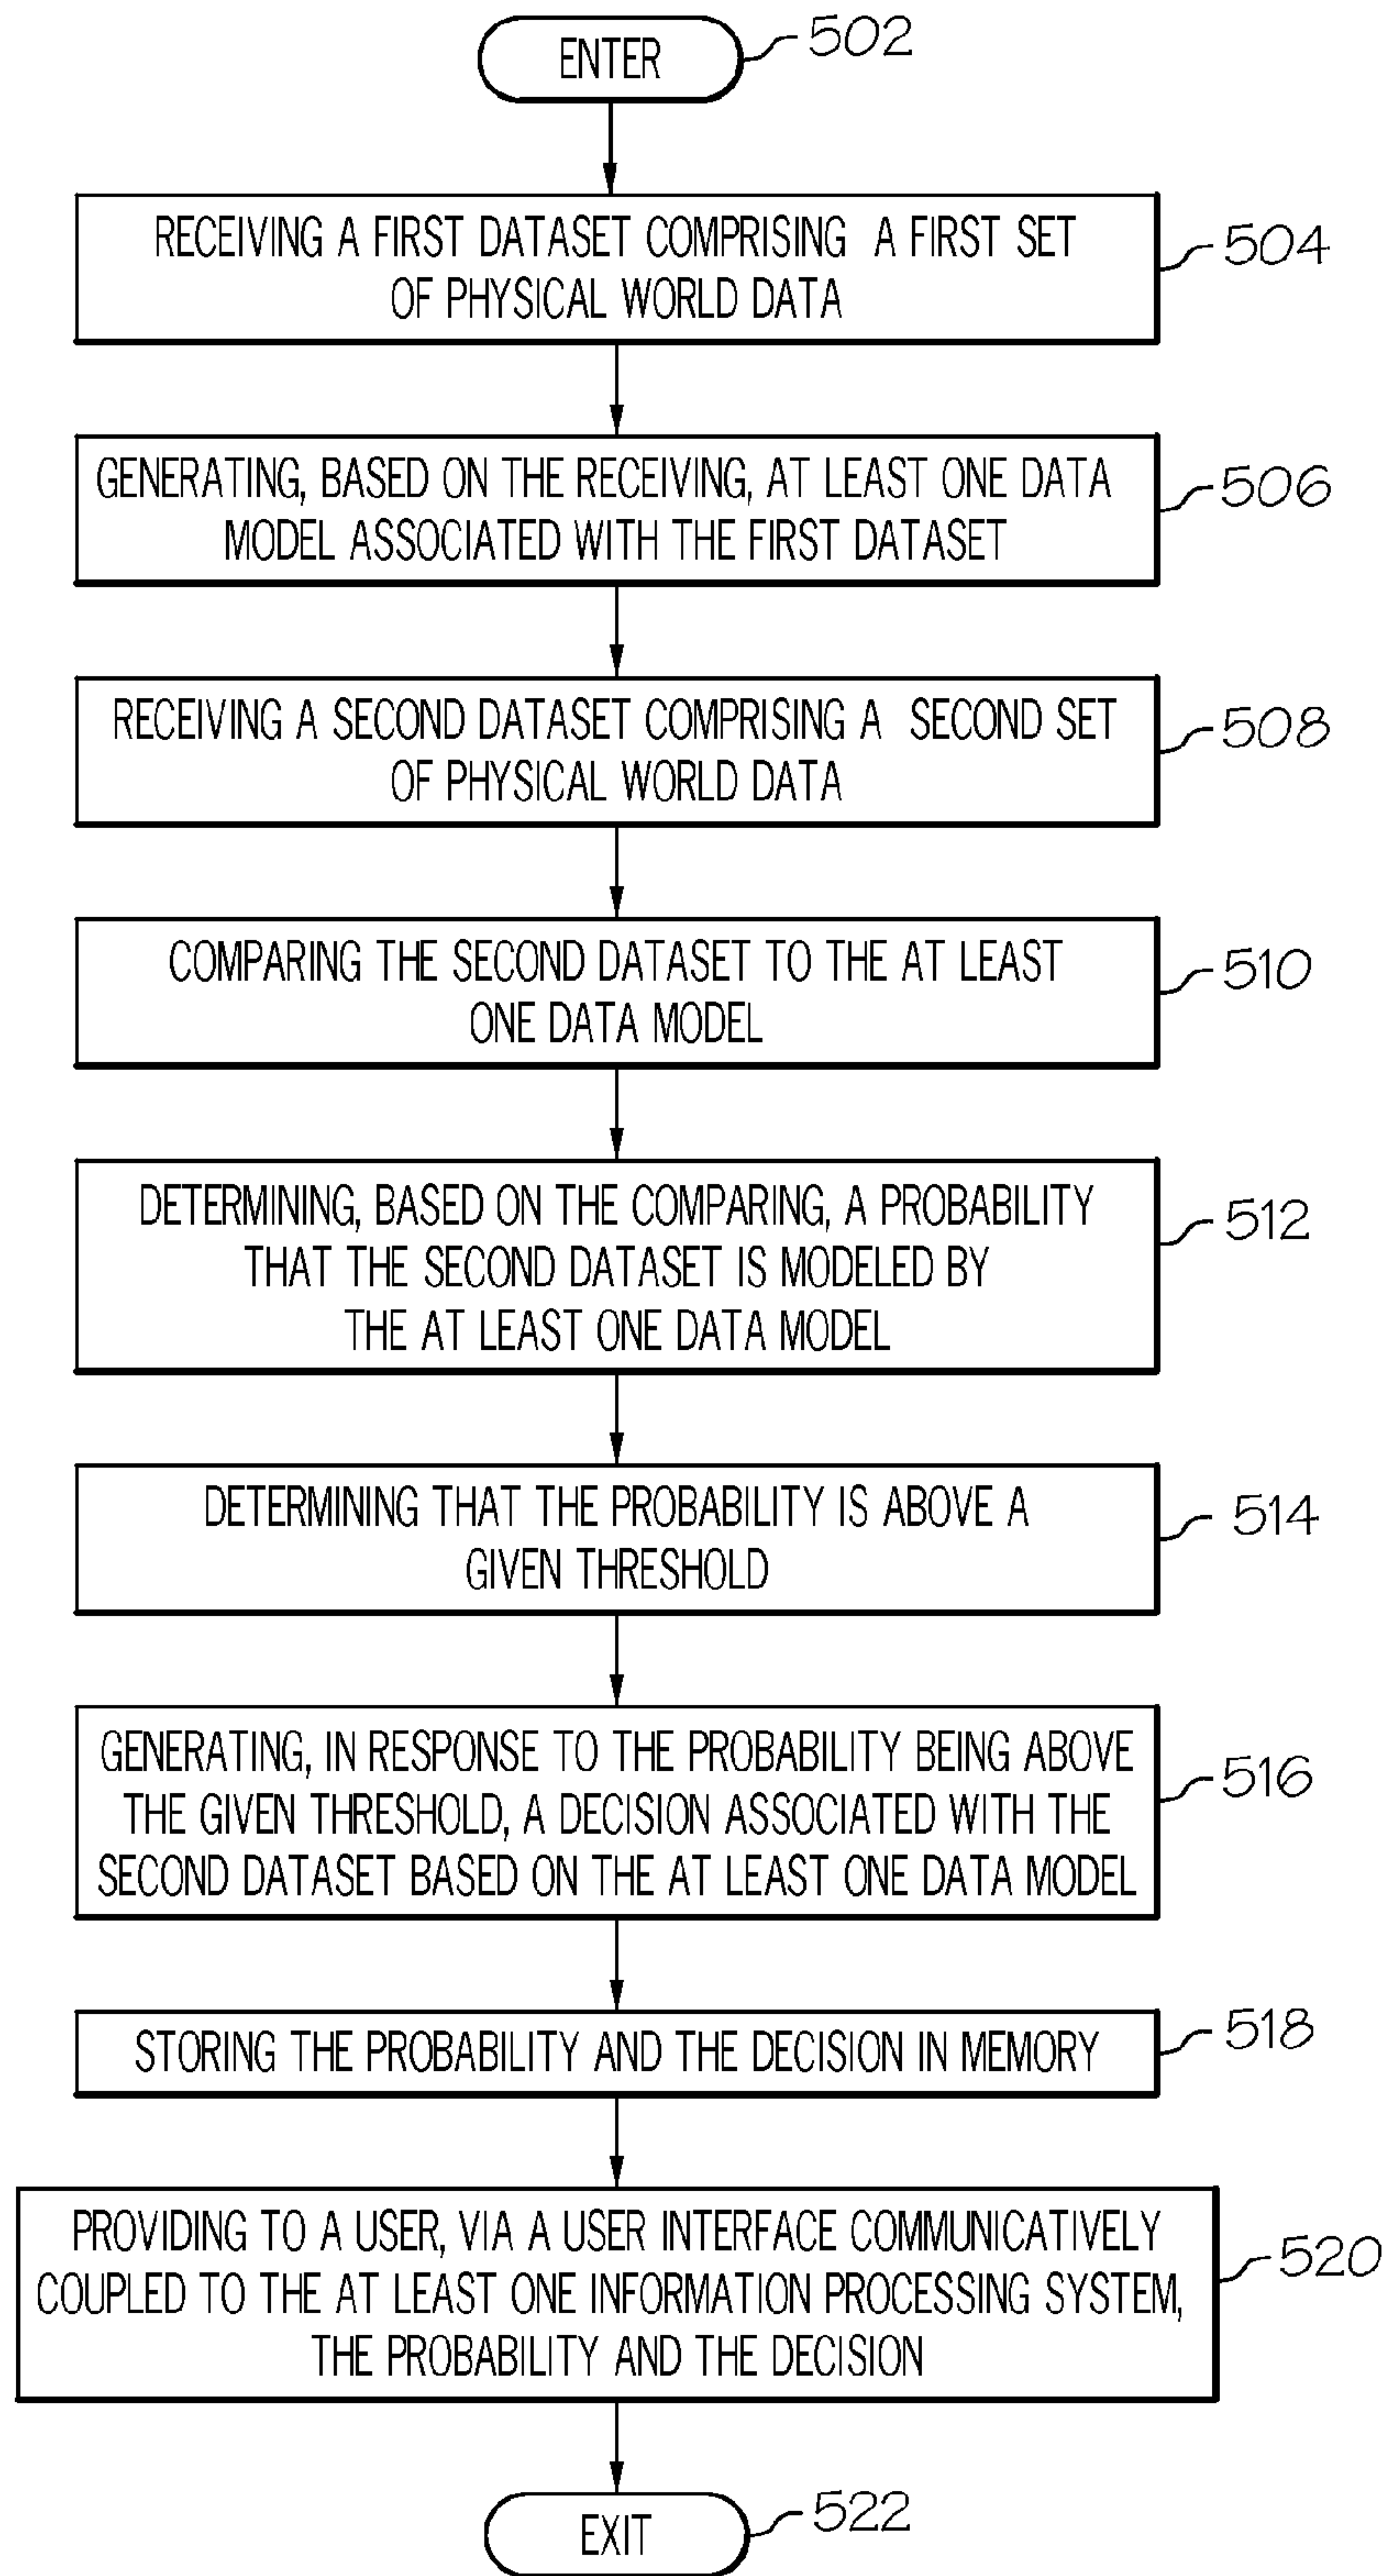 ENTER
502
RECEIVING A FIRST DATASET COMPRISING A FIRST SET
OF PHYSICAL WORLD DATA
504
GENERATING, BASED ON THE RECEIVING, AT LEAST ONE DATA
MODEL ASSOCIATED WITH THE FIRST DATASET
506
RECEIVING A SECOND DATASET COMPRISING A SECOND SET
OF PHYSICAL WORLD DATA
508
COMPARING THE SECOND DATASET TO THE AT LEAST
ONE DATA MODEL
510
DETERMINING, BASED ON THE COMPARING, A PROBABILITY
THAT THE SECOND DATASET IS MODELED BY
THE AT LEAST ONE DATA MODEL
512
DETERMINING THAT THE PROBABILITY IS ABOVE A
GIVEN THRESHOLD
514
GENERATING, IN RESPONSE TO THE PROBABILITY BEING ABOVE
THE GIVEN THRESHOLD, A DECISION ASSOCIATED WITH THE
SECOND DATASET BASED ON THE AT LEAST ONE DATA MODEL
516
STORING THE PROBABILITY AND THE DECISION IN MEMORY
518
PROVIDING TO A USER, VIA A USER INTERFACE COMMUNICATIVELY
COUPLED TO THE AT LEAST ONE INFORMATION PROCESSING SYSTEM,
THE PROBABILITY AND THE DECISION
520
EXIT
522